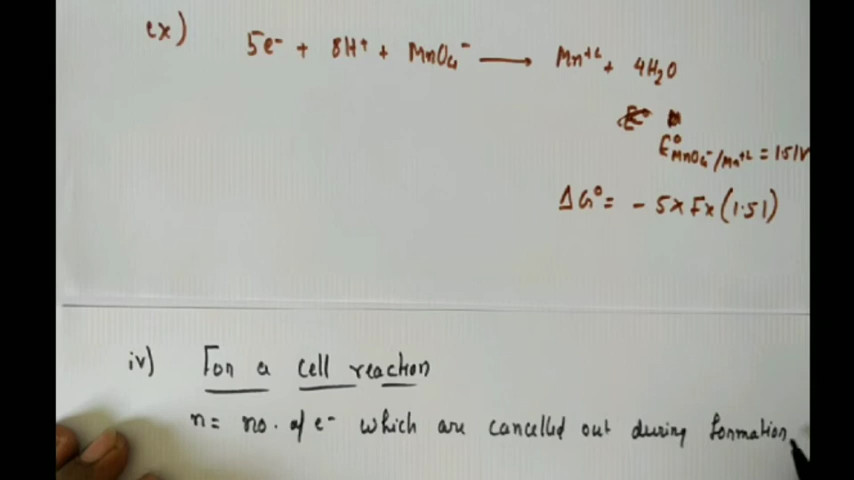 ex)
5e⁻ + 8H⁺ + MnO₄⁻ ⟶ Mn⁺² + 4H₂O
E°MnO₄⁻/Mn⁺² = 1.51V
ΔG° = - 5 x F x (1.51)
iv) For a cell reaction
n = no. of e⁻ which are cancelled out during formation